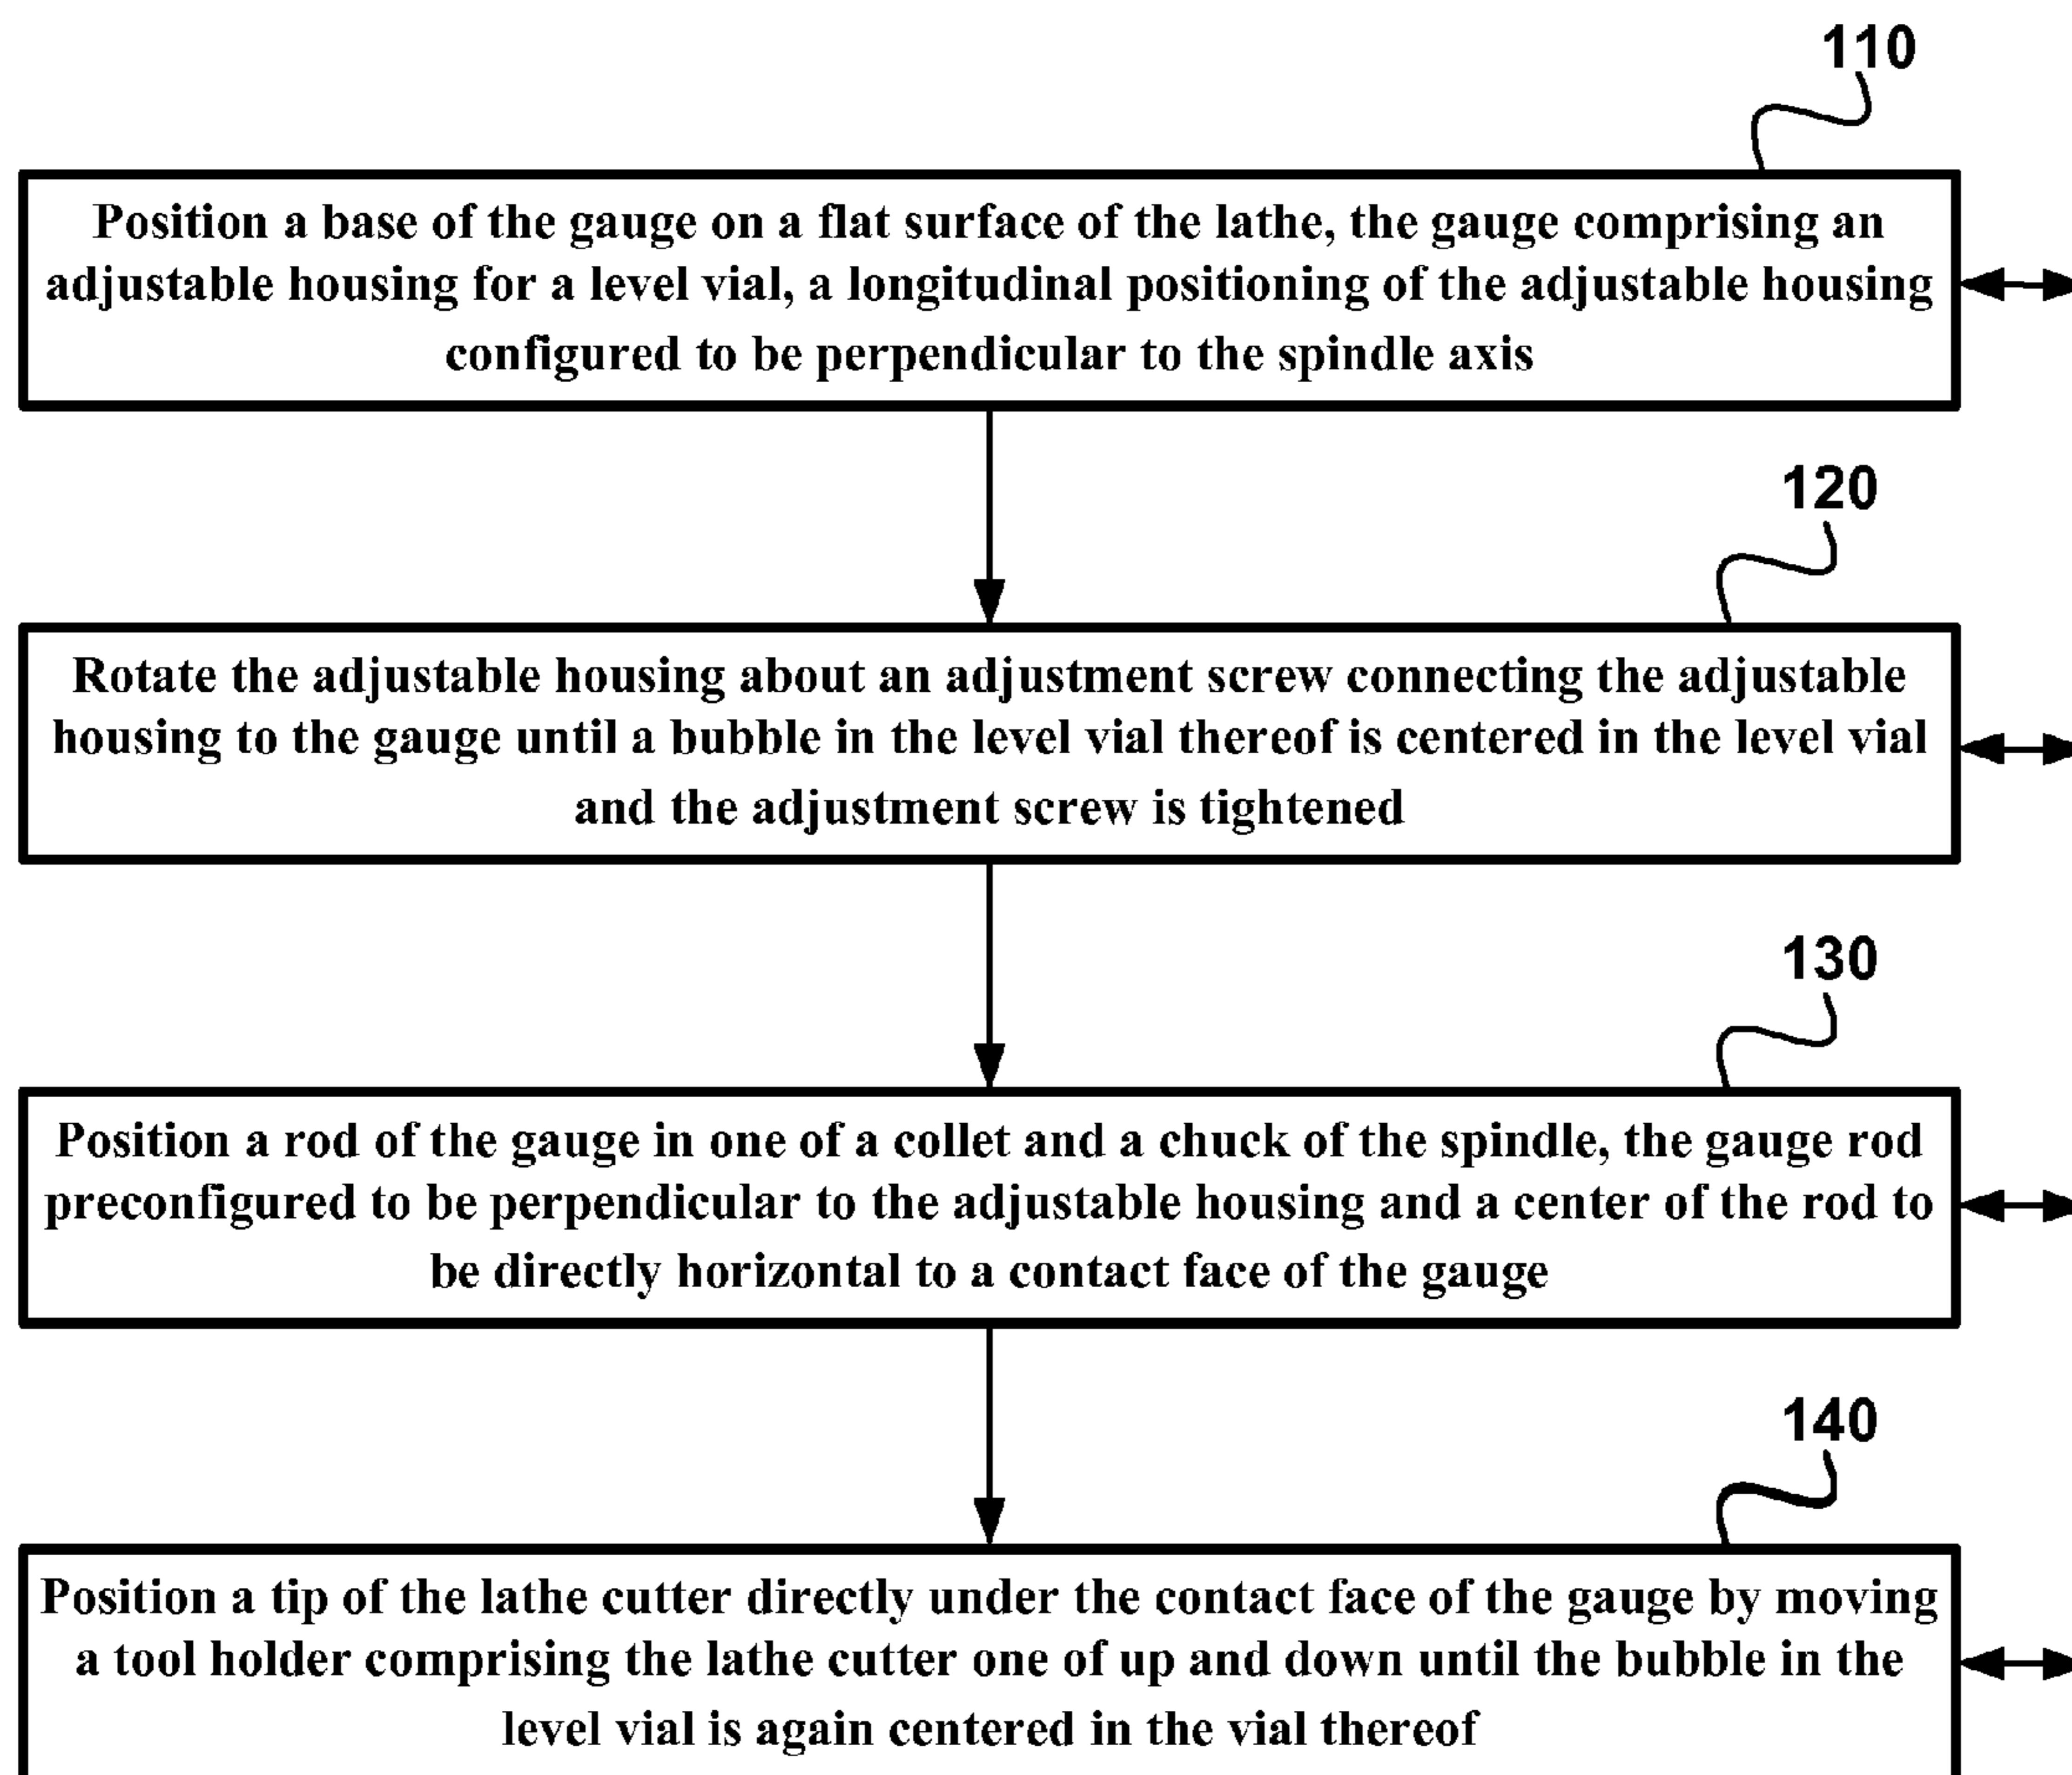 110
Position a base of the gauge on a flat surface of the lathe, the gauge comprising an
adjustable housing for a level vial, a longitudinal positioning of the adjustable housing
configured to be perpendicular to the spindle axis
120
Rotate the adjustable housing about an adjustment screw connecting the adjustable
housing to the gauge until a bubble in the level vial thereof is centered in the level vial
and the adjustment screw is tightened
130
Position a rod of the gauge in one of a collet and a chuck of the spindle, the gauge rod
preconfigured to be perpendicular to the adjustable housing and a center of the rod to
be directly horizontal to a contact face of the gauge
140
Position a tip of the lathe cutter directly under the contact face of the gauge by moving
a tool holder comprising the lathe cutter one of up and down until the bubble in the
level vial is again centered in the vial thereof